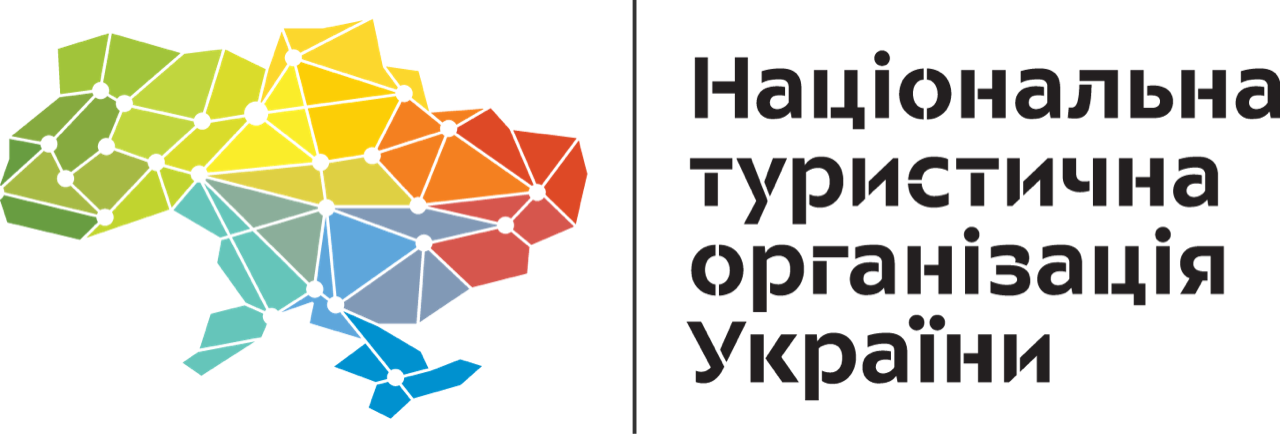 Національна
туристична
організація
України